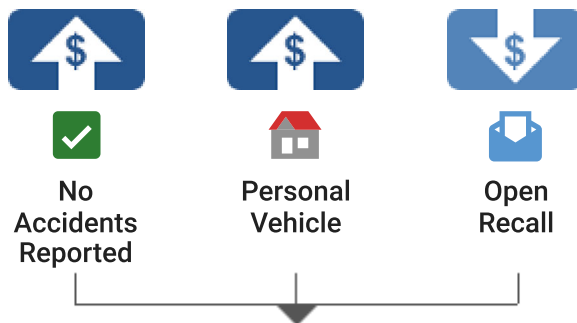 $ $ $
No
Accidents
Reported
Personal
Vehicle
Open
Recall